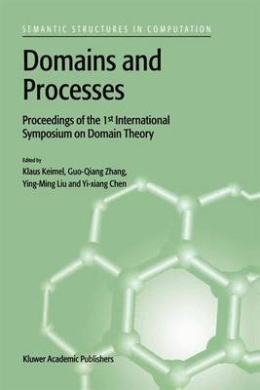 SEMANTIC STRUCTURES IN COMPUTATION
Domains and
Processes
Proceedings of the 1st International
Symposium on Domain Theory
Edited by
Klaus Keimel, Guo-Qiang Zhang,
Ying-Ming Liu and Yi-xiang Chen
Kluwer Academic Publishers